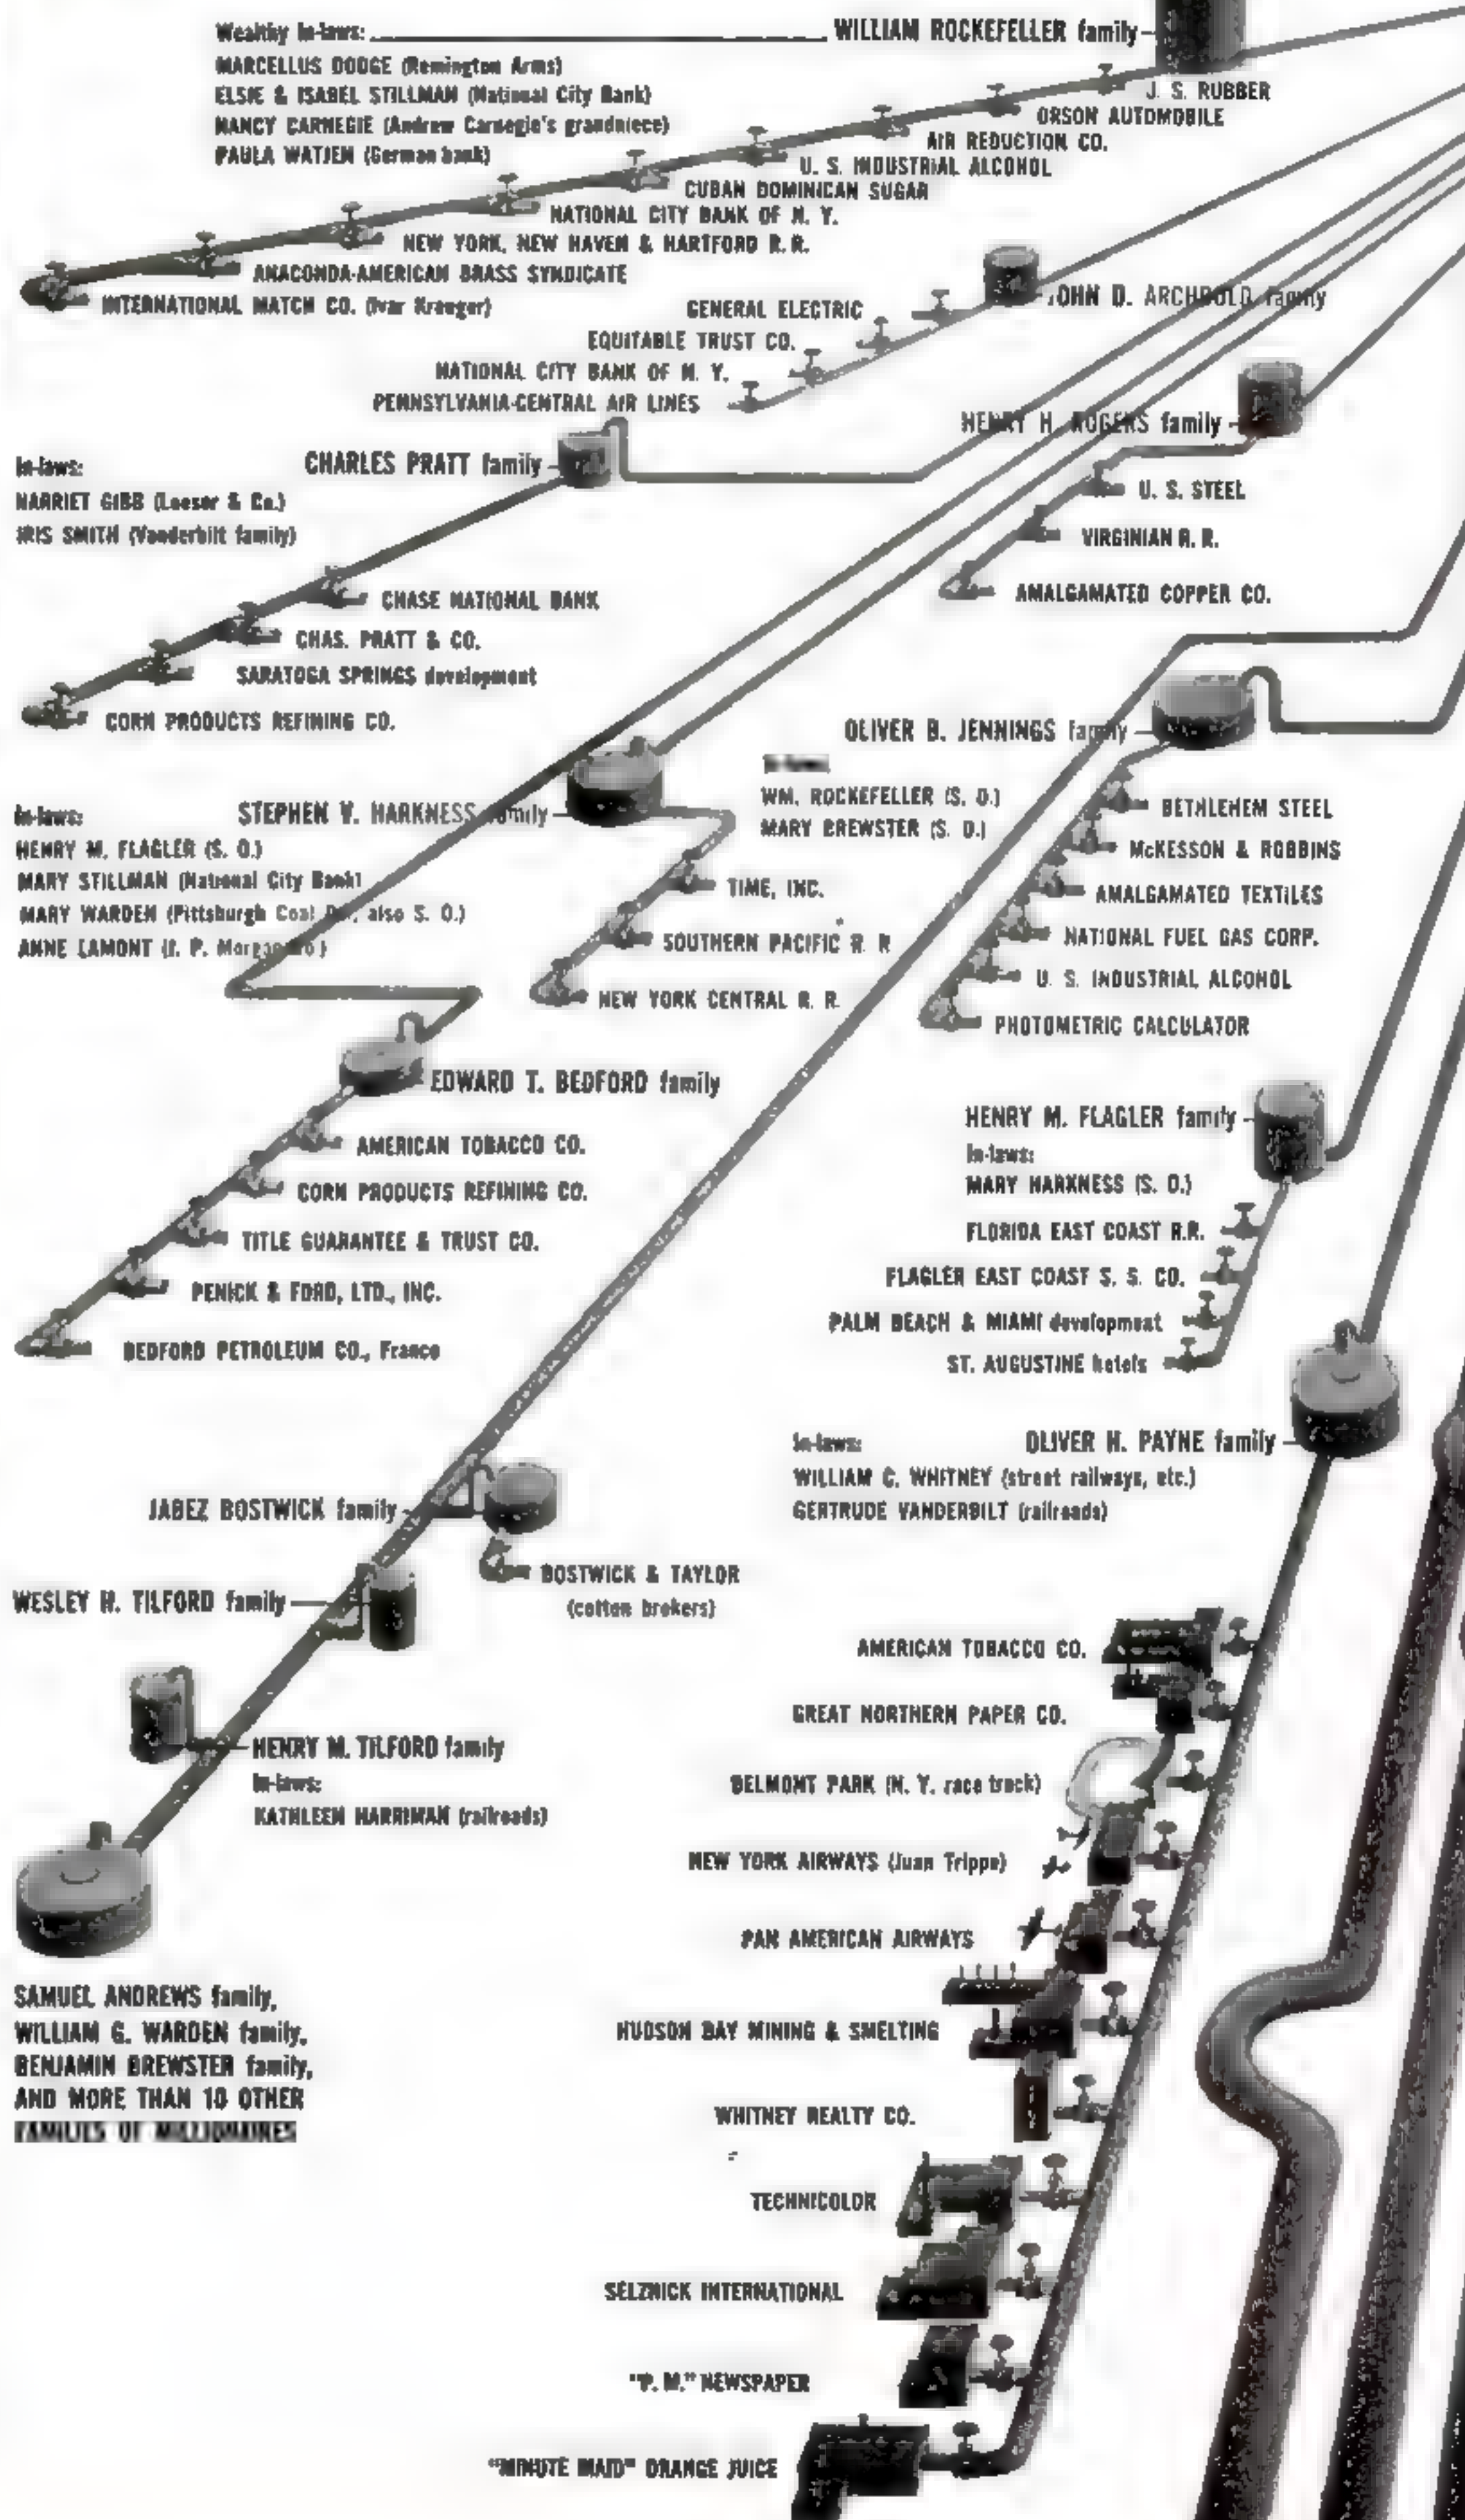 Wealthy In-laws: WILLIAM ROCKEFELLER family
MARCELLUS DODGE (Remington Arms)
ELSIE & ISABEL STILLMAN (National City Bank)
NANCY CARNEGIE (Andrew Carnegie's grandniece)
PAULA WATJEN (German bank)
J. S. RUBBER
ORSON AUTOMOBILE
AIR REDUCTION CO.
U. S. INDUSTRIAL ALCOHOL
CUBAN DOMINICAN SUGAR
NATIONAL CITY BANK OF N. Y.
NEW YORK, NEW HAVEN & HARTFORD R. R.
ANACONDA-AMERICAN BRASS SYNDICATE
INTERNATIONAL MATCH CO. (Ivar Kreuger)
JOHN D. ARCHBOLD family
GENERAL ELECTRIC
EQUITABLE TRUST CO.
NATIONAL CITY BANK OF N. Y.
PENNSYLVANIA-CENTRAL AIR LINES
HENRY H. ROGERS family
U. S. STEEL
VIRGINIAN R. R.
AMALGAMATED COPPER CO.
CHARLES PRATT family
In-laws:
HARRIET GIBB (Loeser & Co.)
IRIS SMITH (Vanderbilt family)
CHASE NATIONAL BANK
CHAS. PRATT & CO.
SARATOGA SPRINGS development
CORN PRODUCTS REFINING CO.
OLIVER B. JENNINGS family
In-laws:
WM. ROCKEFELLER (S. O.)
MARY BREWSTER (S. O.)
BETHLEHEM STEEL
McKESSON & ROBBINS
AMALGAMATED TEXTILES
NATIONAL FUEL GAS CORP.
U. S. INDUSTRIAL ALCOHOL
PHOTOMETRIC CALCULATOR
STEPHEN V. HARKNESS family
In-laws:
HENRY M. FLAGLER (S. O.)
MARY STILLMAN (National City Bank)
MARY WARDEN (Pittsburgh Coal also S. O.)
ANNE LAMONT (J. P. Morgan
TIME, INC.
SOUTHERN PACIFIC R. R
NEW YORK CENTRAL R. R.
EDWARD T. BEDFORD family
AMERICAN TOBACCO CO.
CORN PRODUCTS REFINING CO.
TITLE GUARANTEE & TRUST CO.
PENICK & FORD, LTD., INC.
BEDFORD PETROLEUM CO., France
HENRY M. FLAGLER family
In-laws:
MARY HARKNESS (S. O.)
FLORIDA EAST COAST R.R.
FLAGLER EAST COAST S. S. CO.
PALM BEACH & MIAMI development
ST. AUGUSTINE hotels
OLIVER H. PAYNE family
In-laws:
WILLIAM C. WHITNEY (street railways, etc.)
GERTRUDE VANDERBILT (railroads)
JABEZ BOSTWICK family
BOSTWICK & TAYLOR
(cotton brokers)
WESLEY H. TILFORD family
HENRY M. TILFORD family
In-laws:
KATHLEEN HARRIMAN (railroads)
SAMUEL ANDREWS family,
WILLIAM G. WARDEN family,
BENJAMIN BREWSTER family,
AND MORE THAN 10 OTHER
FAMILIES OF MILLIONAIRES
AMERICAN TOBACCO CO.
GREAT NORTHERN PAPER CO.
BELMONT PARK (N. Y. race track)
NEW YORK AIRWAYS (Juan Trippe)
PAN AMERICAN AIRWAYS
HUDSON BAY MINING & SMELTING
WHITNEY REALTY CO.
TECHNICOLOR
SELZNICK INTERNATIONAL
"P. M." NEWSPAPER
"MINUTE MAID" ORANGE JUICE